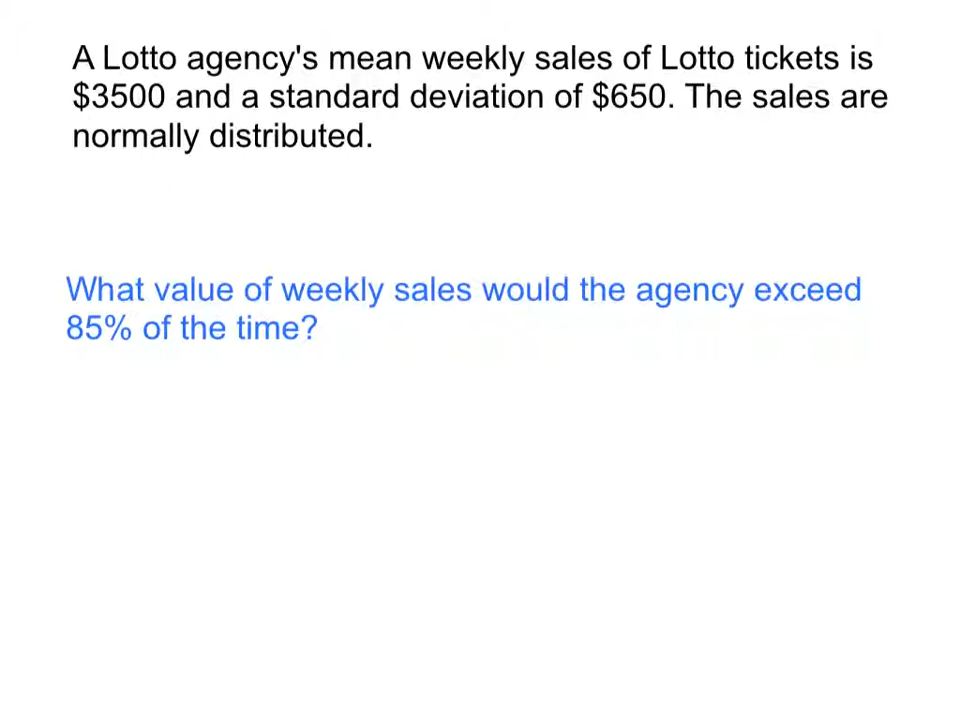 A Lotto agency's mean weekly sales of Lotto tickets is
$3500 and a standard deviation of $650. The sales are
normally distributed.
What value of weekly sales would the agency exceed
85% of the time?